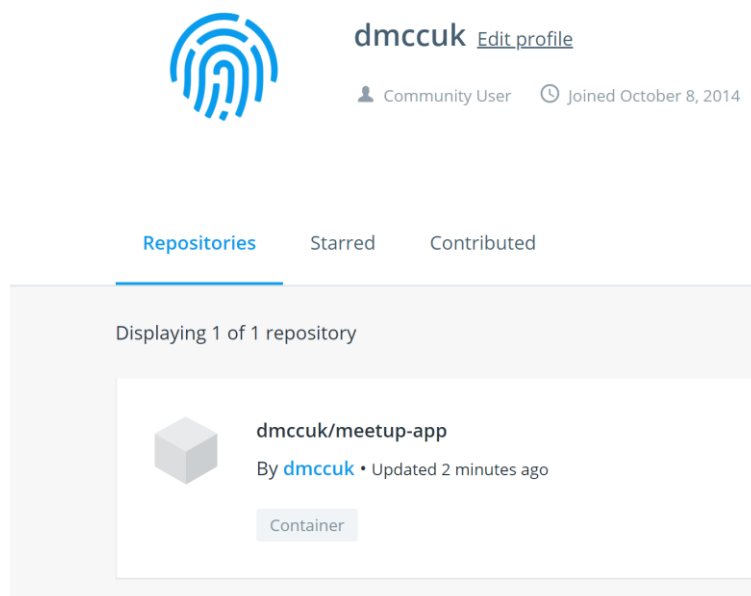 dmccuk Edit profile
Community User Joined October 8, 2014
Repositories Starred Contributed
Displaying 1 of 1 repository
dmccuk/meetup-app
By dmccuk • Updated 2 minutes ago
Container